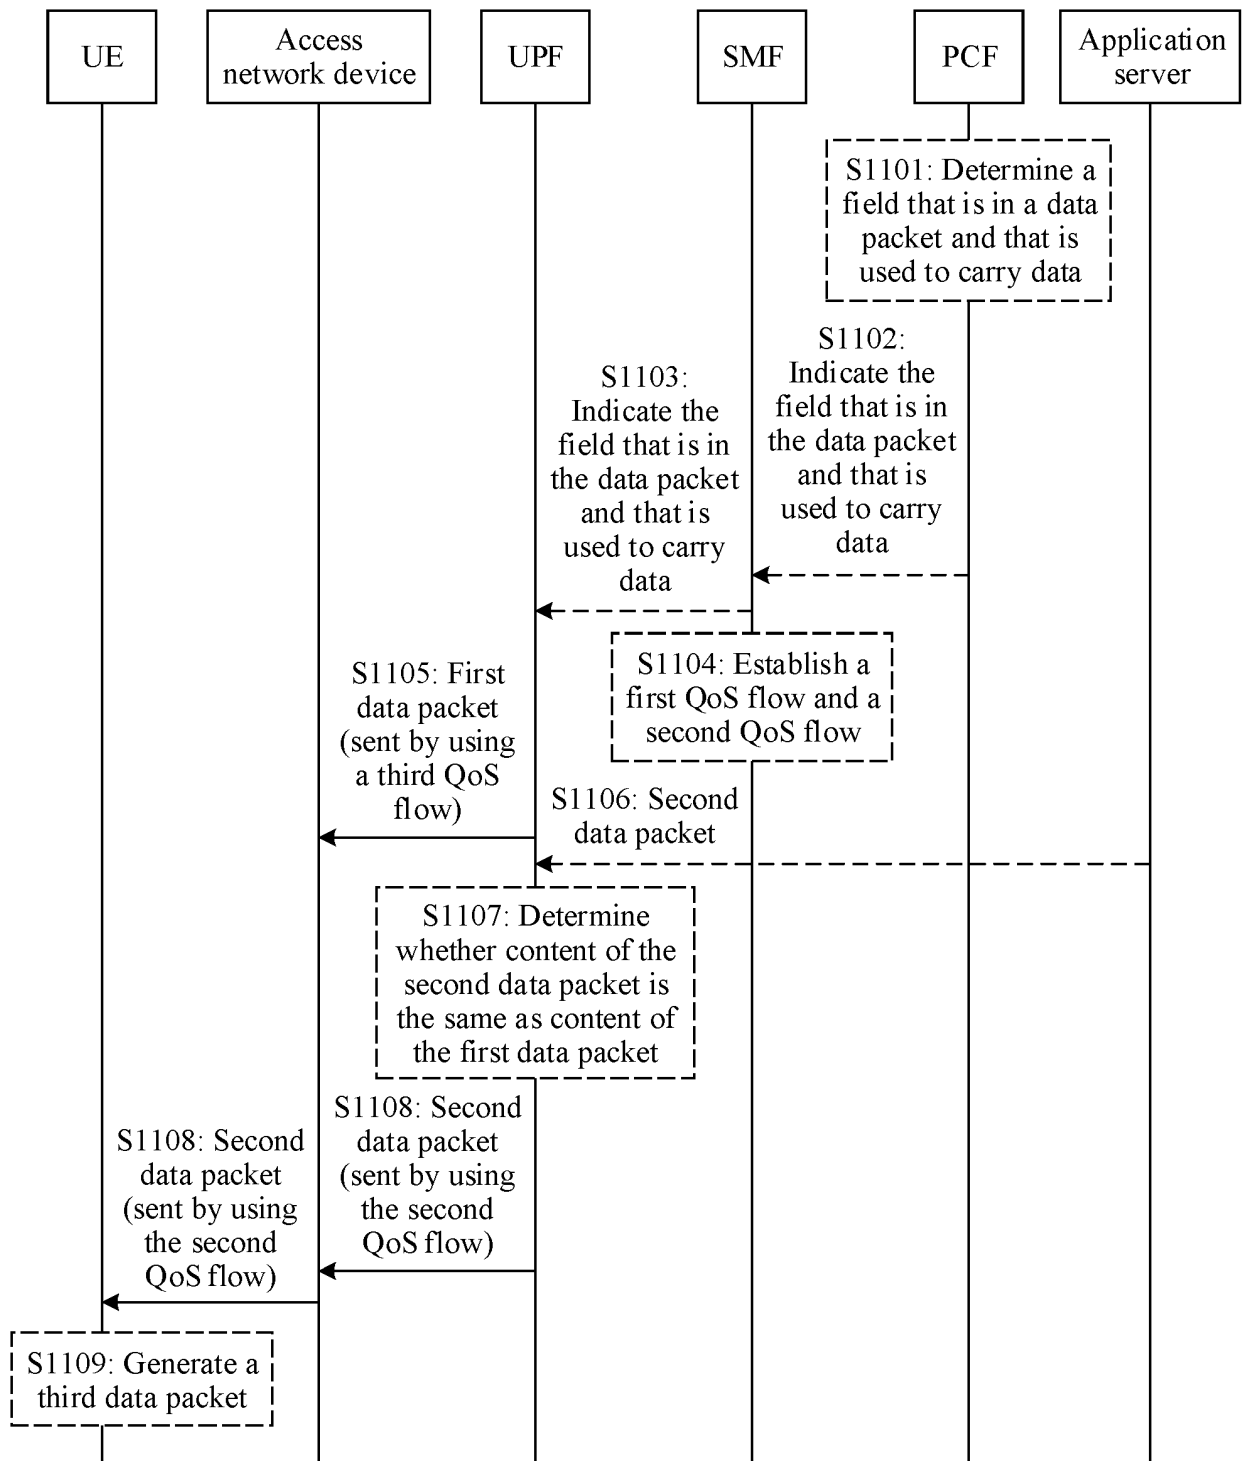 UE
Access
network device
UPF
SMF
PCF
Application
server
S1101: Determine a
field that is in a data
packet and that is
used to carry data
S1102:
Indicate the
field that is in
the data packet
and that is
used to carry
data
S1103:
Indicate the
field that is in
the data packet
and that is
used to carry
data
S1104: Establish a
first QoS flow and a
second QoS flow
S1105: First
data packet
(sent by using
a third QoS
flow)
S1106: Second
data packet
S1107: Determine
whether content of the
second data packet is
the same as content of
the first data packet
S1108: Second
data packet
(sent by using
the second
QoS flow)
S1108: Second
data packet
(sent by using
the second
QoS flow)
S1109: Generate a
third data packet